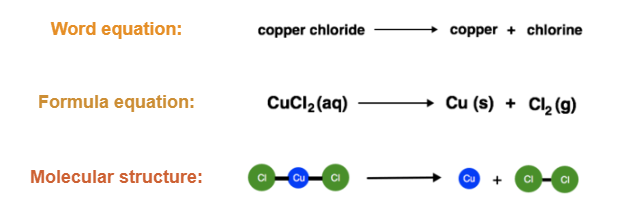 Word equation: copper chloride ⟶ copper + chlorine
Formula equation: CuCl₂(aq) ⟶ Cu (s) + Cl₂ (g)
Molecular structure: Cl Cu Cl ⟶ Cu + Cl Cl